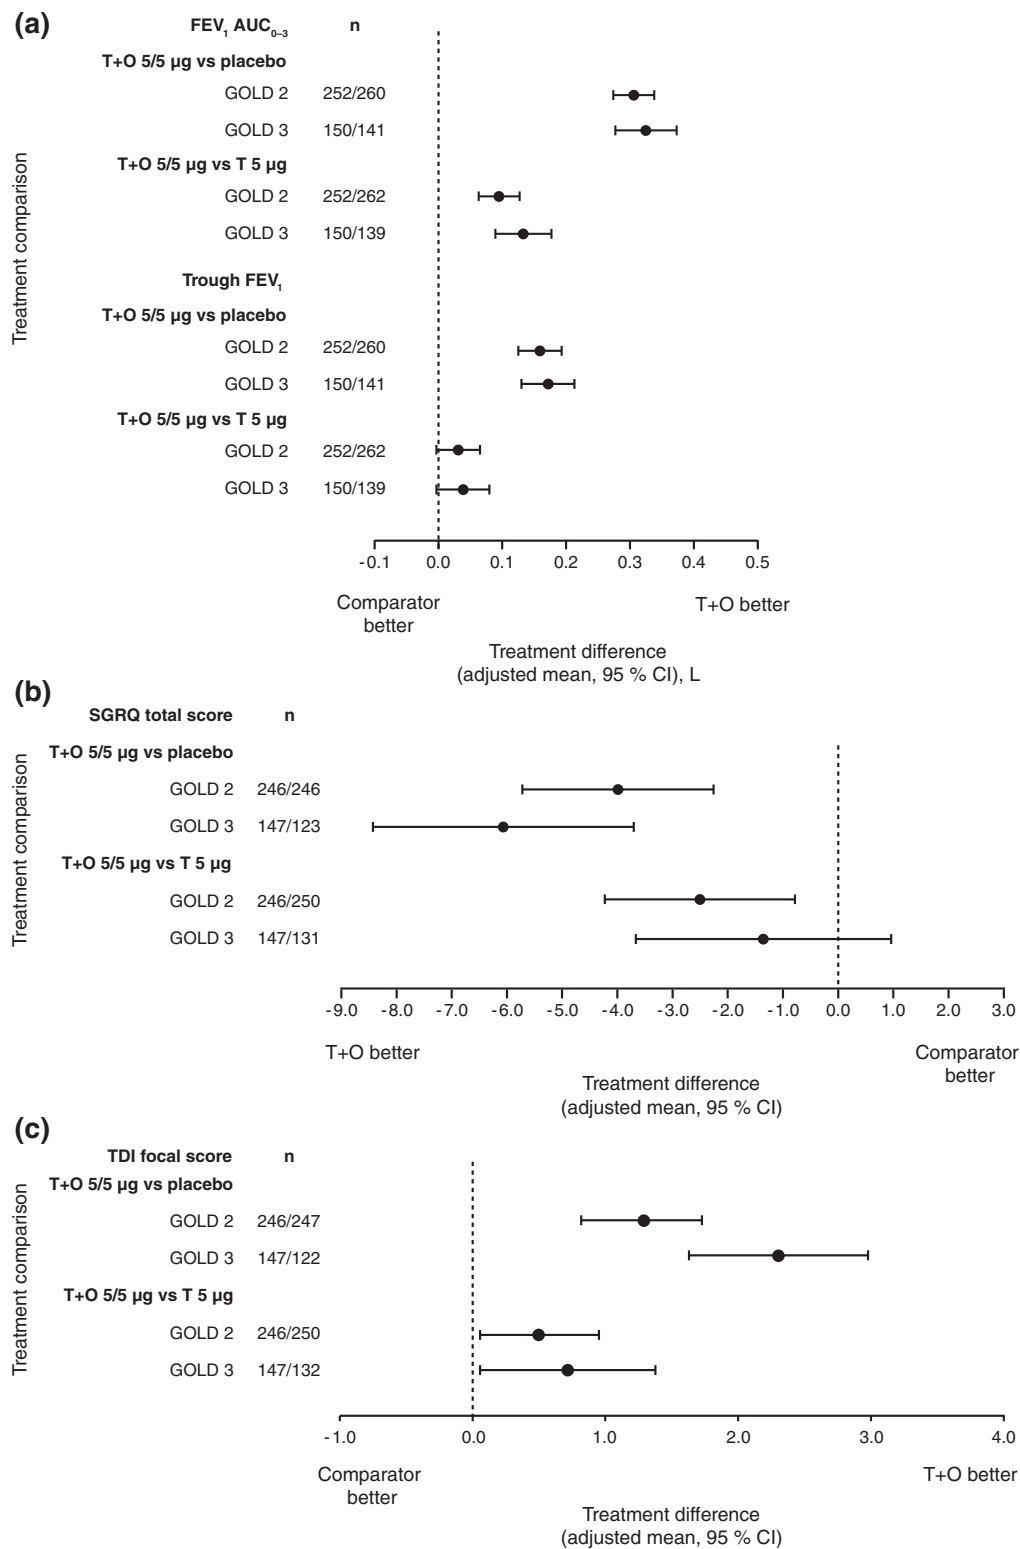 (a)
FEV1 AUC0–3 n
T+O 5/5 µg vs placebo
GOLD 2 252/260
GOLD 3 150/141
T+O 5/5 µg vs T 5 µg
GOLD 2 252/262
GOLD 3 150/139
Trough FEV1
T+O 5/5 µg vs placebo
GOLD 2 252/260
GOLD 3 150/141
T+O 5/5 µg vs T 5 µg
GOLD 2 252/262
GOLD 3 150/139
Treatment comparison
-0.1 0.0 0.1 0.2 0.3 0.4 0.5
Comparator
better
T+O better
Treatment difference
(adjusted mean, 95 % CI), L
(b)
SGRQ total score n
T+O 5/5 µg vs placebo
GOLD 2 246/246
GOLD 3 147/123
T+O 5/5 µg vs T 5 µg
GOLD 2 246/250
GOLD 3 147/131
Treatment comparison
-9.0 -8.0 -7.0 -6.0 -5.0 -4.0 -3.0 -2.0 -1.0 0.0 1.0 2.0 3.0
T+O better
Comparator
better
Treatment difference
(adjusted mean, 95 % CI)
(c)
TDI focal score n
T+O 5/5 µg vs placebo
GOLD 2 246/247
GOLD 3 147/122
T+O 5/5 µg vs T 5 µg
GOLD 2 246/250
GOLD 3 147/132
Treatment comparison
-1.0 0.0 1.0 2.0 3.0 4.0
Comparator
better
T+O better
Treatment difference
(adjusted mean, 95 % CI)